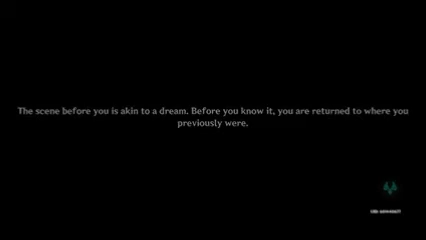 The scene before you is akin to a dream. Before you know it, you are returned to where you
previously were.